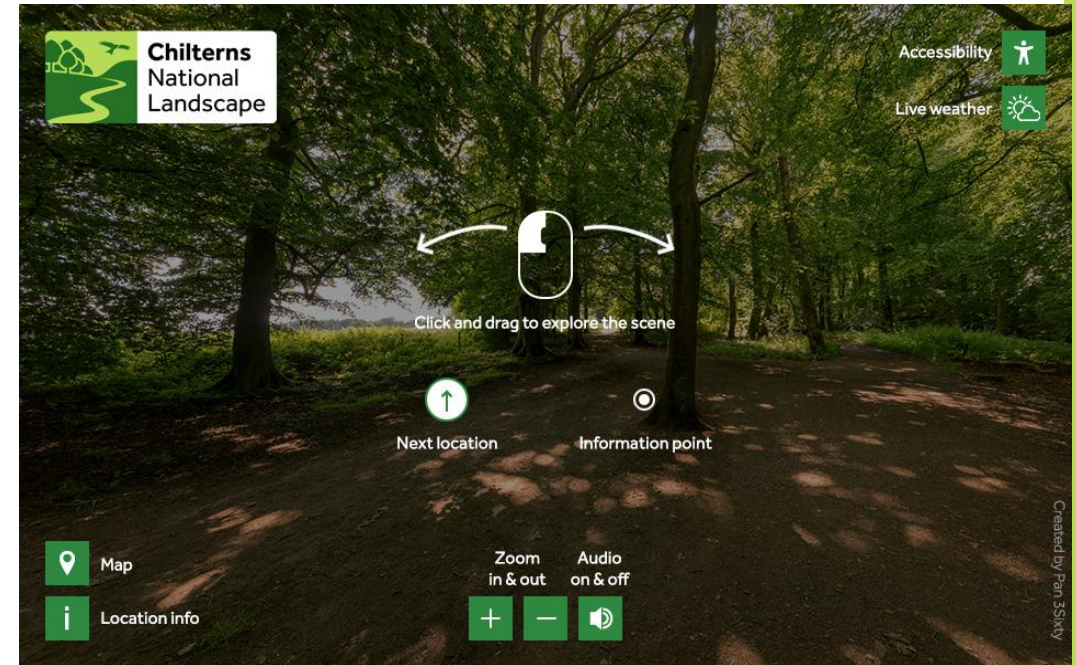 Chilterns
National
Landscape
Accessibility
Live weather
Click and drag to explore the scene
Next location
Information point
Map
Location info
Zoom
in & out
Audio
on & off
Created by Pan 3Sixty